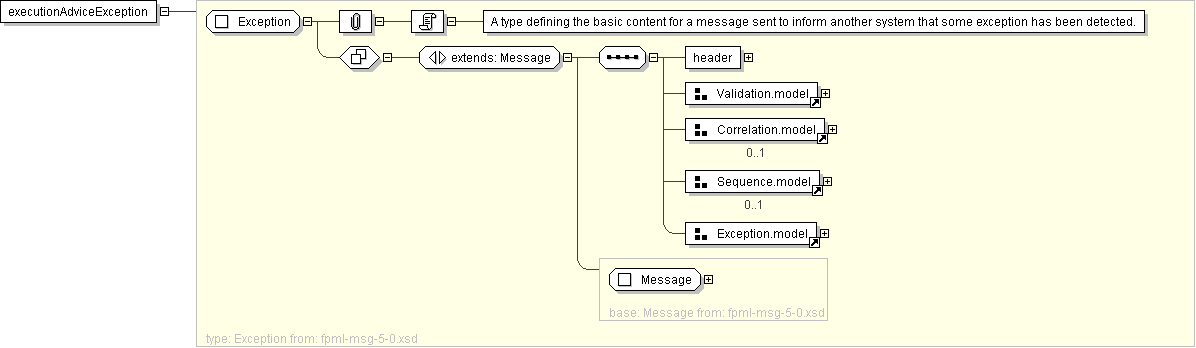 executionAdviceException
Exception
A type defining the basic content for a message sent to inform another system that some exception has been detected.
extends: Message
header
Validation.model
Correlation.model
0..1
Sequence.model
0..1
Exception.model
Message
base: Message from: fpml-msg-5-0.xsd
type: Exception from: fpml-msg-5-0.xsd